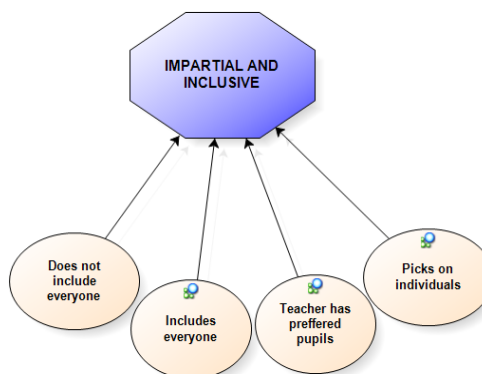 IMPARTIAL AND
INCLUSIVE
Does not
include
everyone
Includes
everyone
Teacher has
preffered
pupils
Picks on
individuals